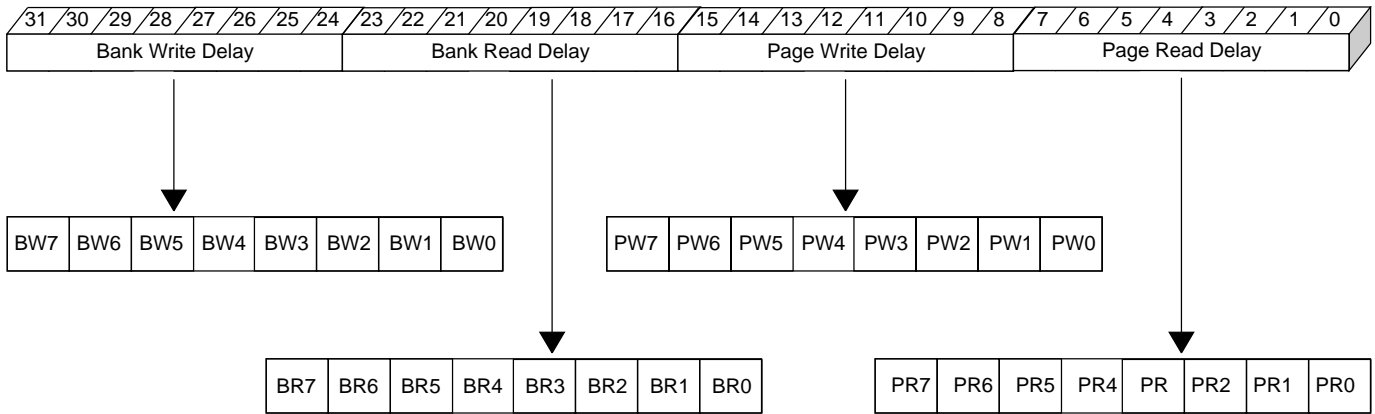 31 30 29 28 27 26 25 24 23 22 21 20 19 18 17 16 15 14 13 12 11 10 9 8 7 6 5 4 3 2 1 0
Bank Write Delay Bank Read Delay Page Write Delay Page Read Delay
BW7 BW6 BW5 BW4 BW3 BW2 BW1 BW0 PW7 PW6 PW5 PW4 PW3 PW2 PW1 PW0
BR7 BR6 BR5 BR4 BR3 BR2 BR1 BR0 PR7 PR6 PR5 PR4 PR PR2 PR1 PR0